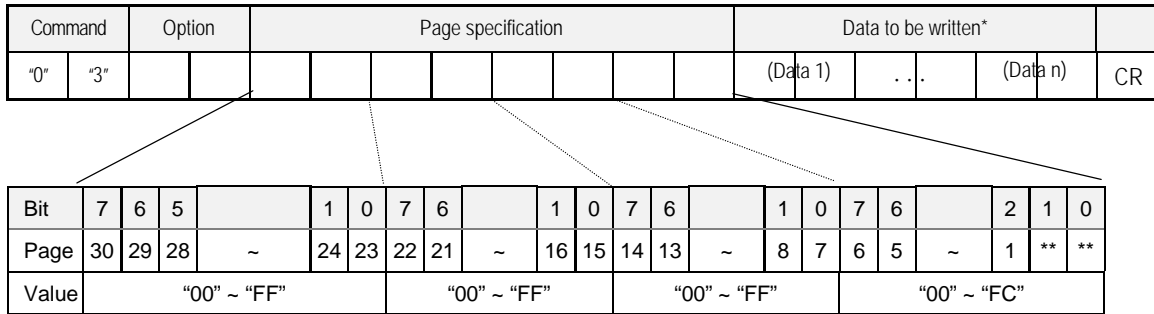 Command Option Page specification Data to be written*
"0" "3" (Data 1) ... (Data n) CR
Bit 7 6 5 1 0 7 6 1 0 7 6 1 0 7 6 2 1 0
Page 30 29 28 ~ 24 23 22 21 ~ 16 15 14 13 ~ 8 7 6 5 ~ 1 ** **
Value “00” ~ “FF” “00” ~ “FF” “00” ~ “FF” “00” ~ “FC”